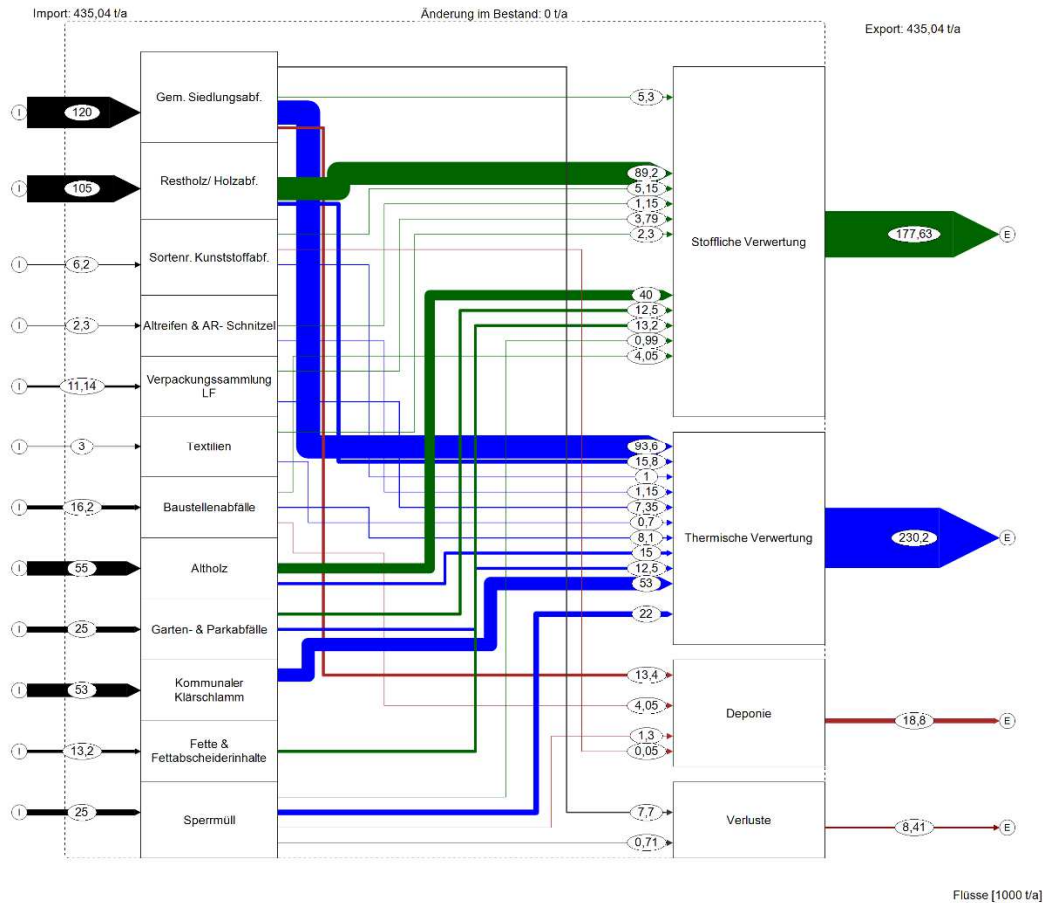 Import: 435,04 t/a
Änderung im Bestand: 0 t/a
Export: 435,04 t/a
I
120
Gem. Siedlungsabf.
5,3
I
105
Restholz/ Holzabf.
89,2
5,15
1,15
3,79
2,3
Stoffliche Verwertung
177,63
E
I
6,2
Sortenr. Kunststoffabf.
I
2,3
Altreifen & AR- Schnitzel
40
12,5
13,2
0,99
4,05
I
11,14
Verpackungssammlung
LF
I
3
Textilien
93,6
15,8
1
1,15
7,35
0,7
8,1
15
12,5
53
22
Thermische Verwertung
230,2
E
I
16,2
Baustellenabfälle
I
55
Altholz
I
25
Garten- & Parkabfälle
I
53
Kommunaler
Klärschlamm
13,4
4,05
1,3
0,05
Deponie
18,8
E
I
13,2
Fette &
Fettabscheiderinhalte
I
25
Sperrmüll
7,7
0,71
Verluste
8,41
E
Flüsse [1000 t/a]